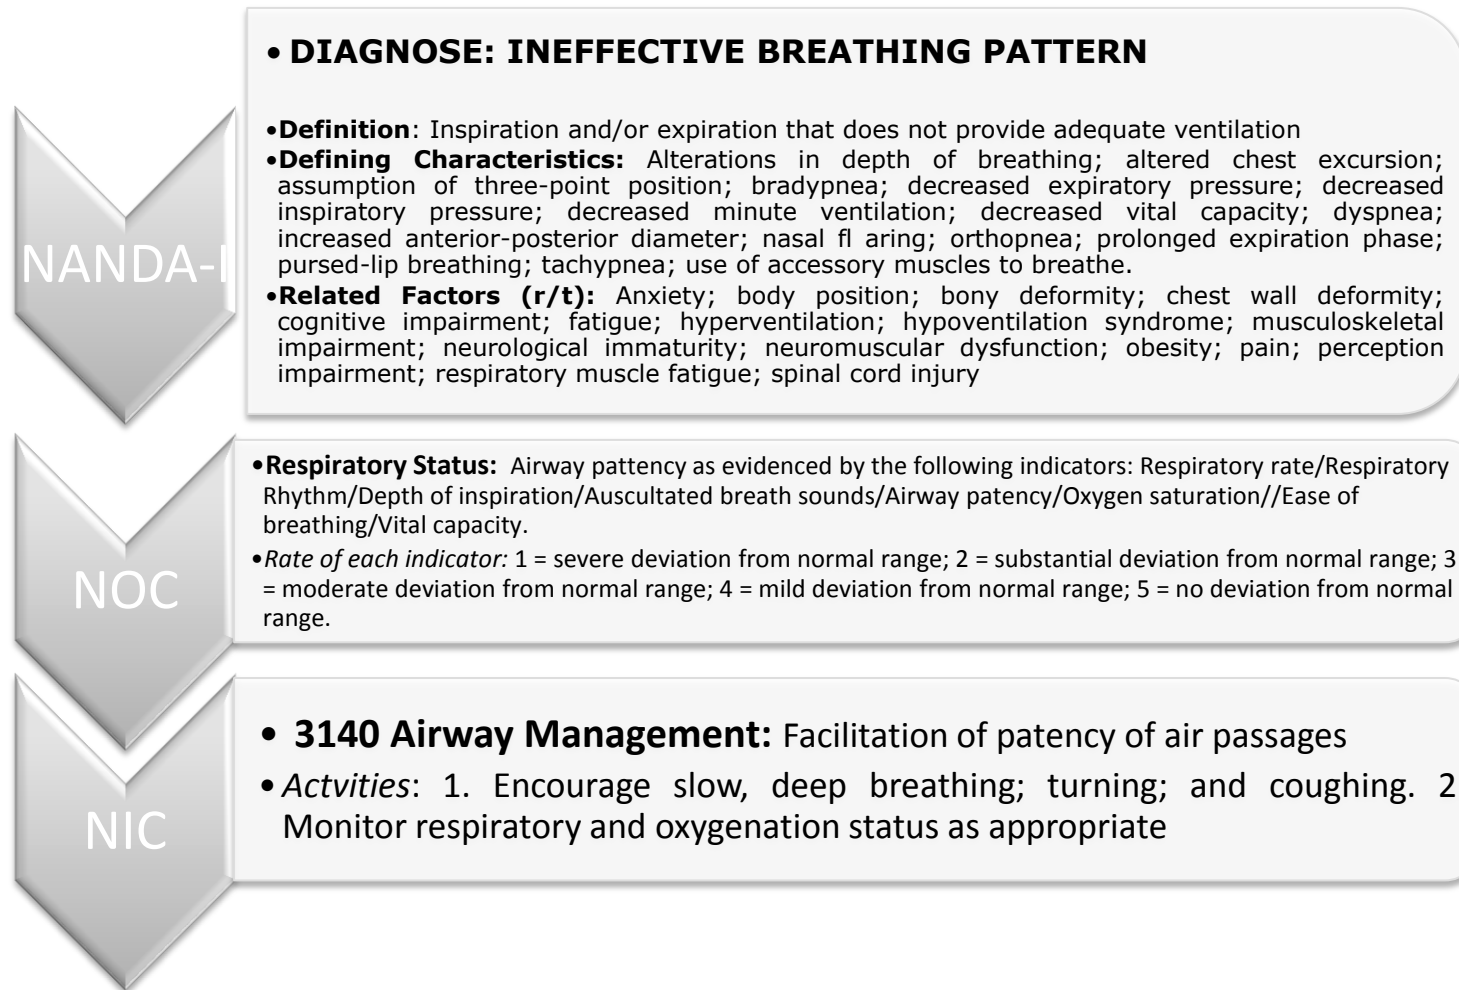 • DIAGNOSE: INEFFECTIVE BREATHING PATTERN
•Definition: Inspiration and/or expiration that does not provide adequate ventilation
•Defining Characteristics: Alterations in depth of breathing; altered chest excursion;
assumption of three-point position; bradypnea; decreased expiratory pressure; decreased
inspiratory pressure; decreased minute ventilation; decreased vital capacity; dyspnea;
increased anterior-posterior diameter; nasal fl aring; orthopnea; prolonged expiration phase;
pursed-lip breathing; tachypnea; use of accessory muscles to breathe.
•Related Factors (r/t): Anxiety; body position; bony deformity; chest wall deformity;
cognitive impairment; fatigue; hyperventilation; hypoventilation syndrome; musculoskeletal
impairment; neurological immaturity; neuromuscular dysfunction; obesity; pain; perception
impairment; respiratory muscle fatigue; spinal cord injury
NANDA-I
•Respiratory Status: Airway pattency as evidenced by the following indicators: Respiratory rate/Respiratory
Rhythm/Depth of inspiration/Auscultated breath sounds/Airway patency/Oxygen saturation//Ease of
breathing/Vital capacity.
•Rate of each indicator: 1 = severe deviation from normal range; 2 = substantial deviation from normal range; 3
= moderate deviation from normal range; 4 = mild deviation from normal range; 5 = no deviation from normal
range.
NOC
• 3140 Airway Management: Facilitation of patency of air passages
•Actvities: 1. Encourage slow, deep breathing; turning; and coughing. 2
Monitor respiratory and oxygenation status as appropriate
NIC